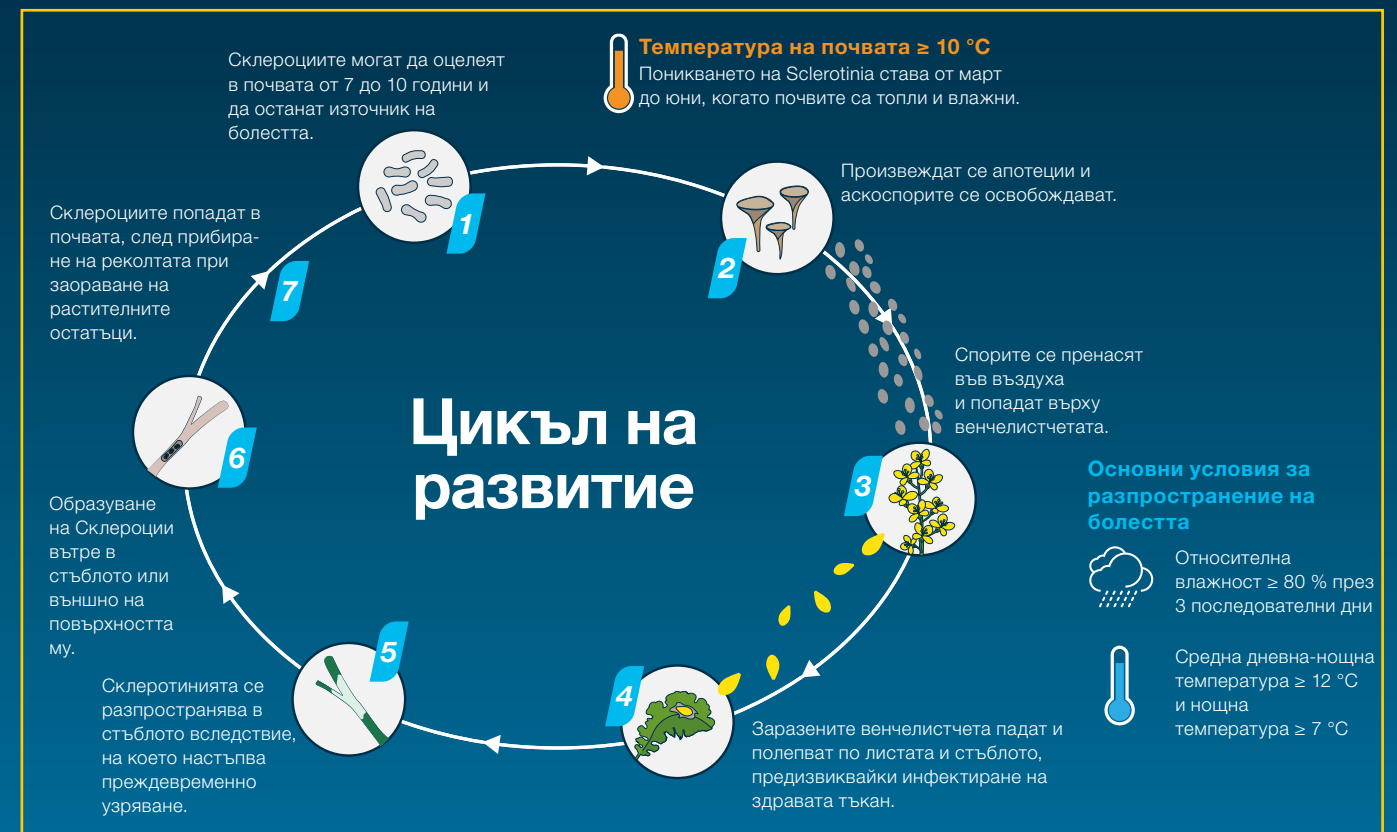 Склероциите могат да оцелеят
в почвата от 7 до 10 години и
да останат източник на
болестта.
Температура на почвата ≥ 10 °C
Поникването на Sclerotinia става от март
до юни, когато почвите са топли и влажни.
1
Произвеждат се апотеции и
аскоспорите се освобождават.
2
Спорите се пренасят
във въздуха
и попадат върху
венчелистчетата.
3
Основни условия за
разпространение на
болестта
Относителна
влажност ≥ 80 % през
3 последователни дни
Средна дневна-нощна
температура ≥ 12 °C
и нощна
температура ≥ 7 °C
4
Заразените венчелистчета падат и
полепват по листата и стъблото,
предизвиквайки инфектиране на
здравата тъкан.
5
Склеротинията се
разпространява в
стъблото вследствие,
на което настъпва
преждевременно
узряване.
6
Образуване
на Склероции
вътре в
стъблото или
външно на
повърхността
му.
7
Склероциите попадат в
почвата, след прибира-
не на реколтата при
заораване на
растителните
остатъци.
Цикъл на
развитие